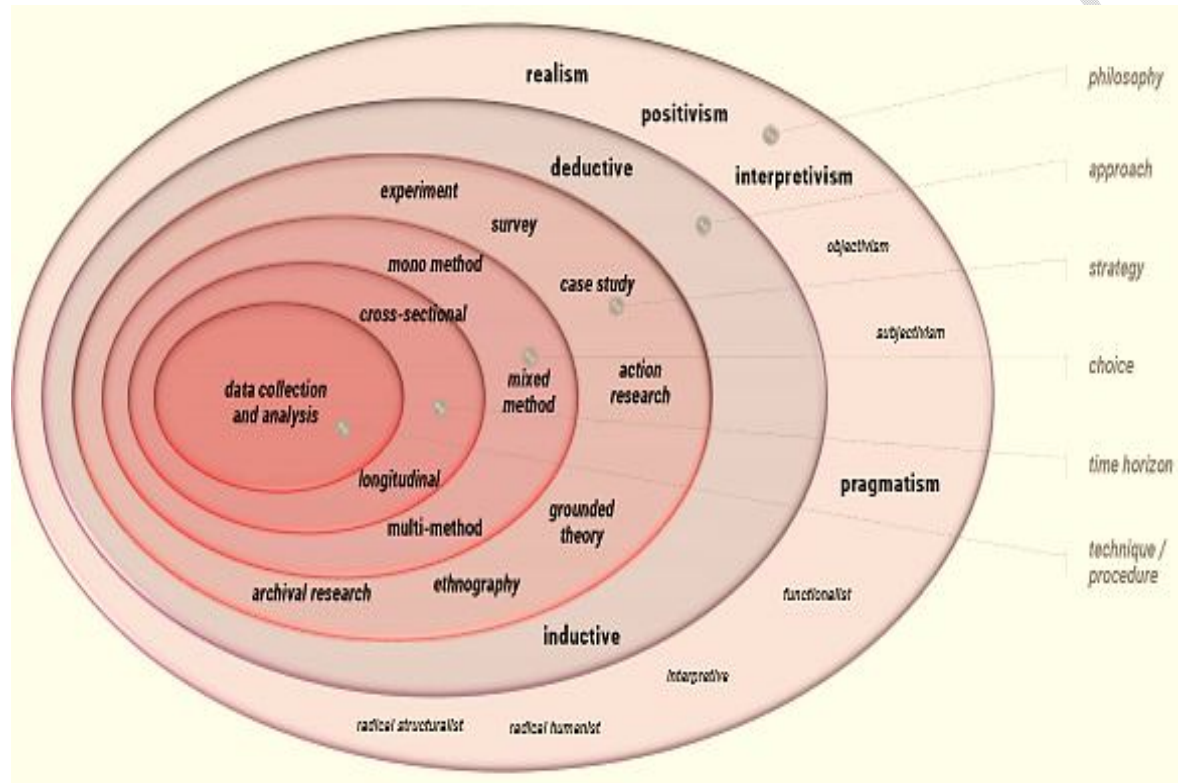 realism
philosophy
positivism
deductive
approach
interpretivism
experiment
survey
objectivism
mono method
strategy
case study
cross-sectional
subjectivism
choice
action
research
mixed
method
data collection
and analysis
time horizon
longitudinal
pragmatism
grounded
theory
multi-method
technique /
procedure
ethnography
archival research
functionalist
inductive
interpretive
radical structuralist
radical humanist